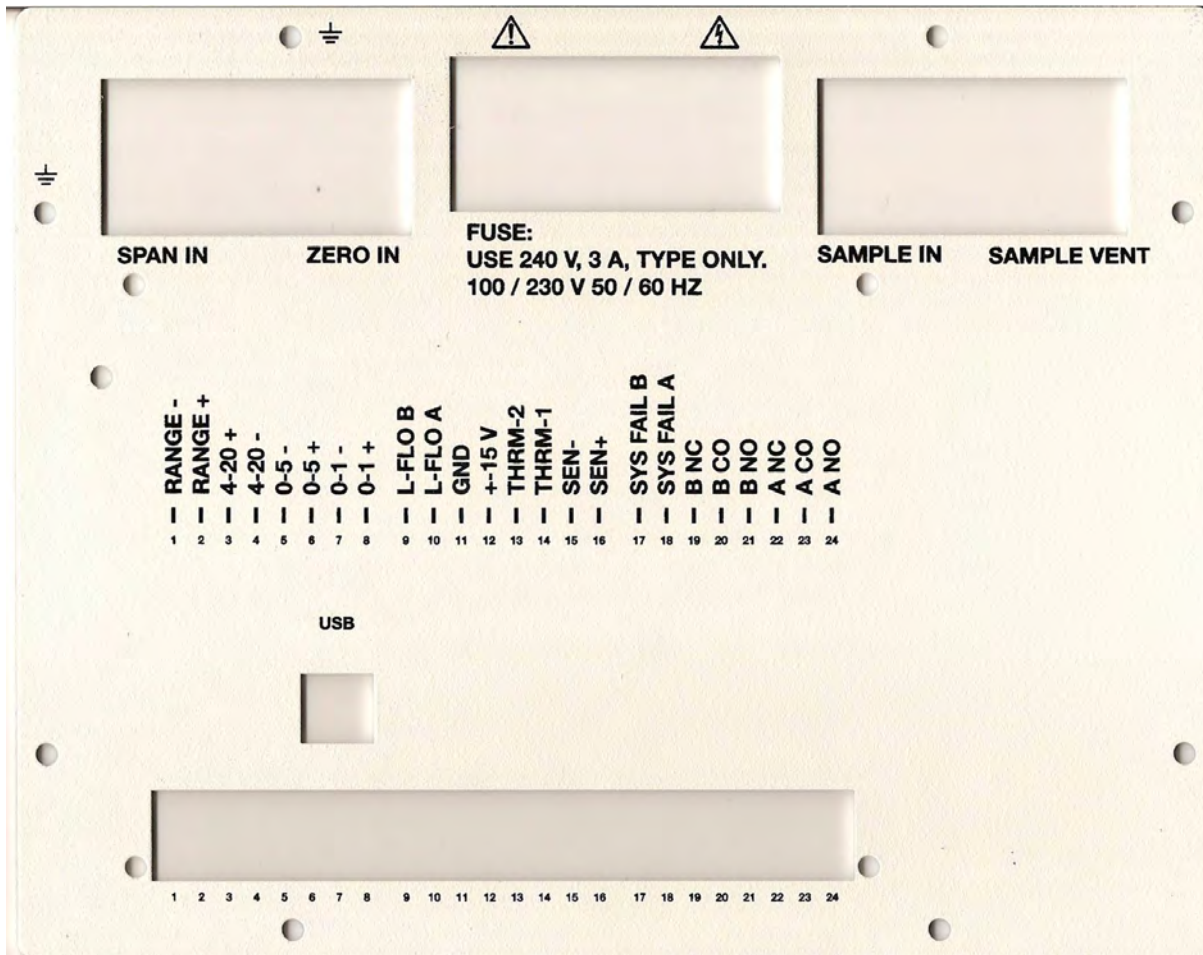 SPAN IN
ZERO IN
FUSE:
USE 240 V, 3 A, TYPE ONLY.
100 / 230 V 50 / 60 HZ
SAMPLE IN
SAMPLE VENT
RANGE -
RANGE +
4-20 +
4-20 -
0-5 -
0-5 +
0-1 -
0-1 +
L-FLO B
L-FLO A
GND
+-15 V
THRM-2
THRM-1
SEN-
SEN+
SYS FAIL B
SYS FAIL A
B NC
B CO
B NO
A NC
A CO
A NO
1 2 3 4 5 6 7 8 9 10 11 12 13 14 15 16 17 18 19 20 21 22 23 24
USB
1 2 3 4 5 6 7 8 9 10 11 12 13 14 15 16 17 18 19 20 21 22 23 24